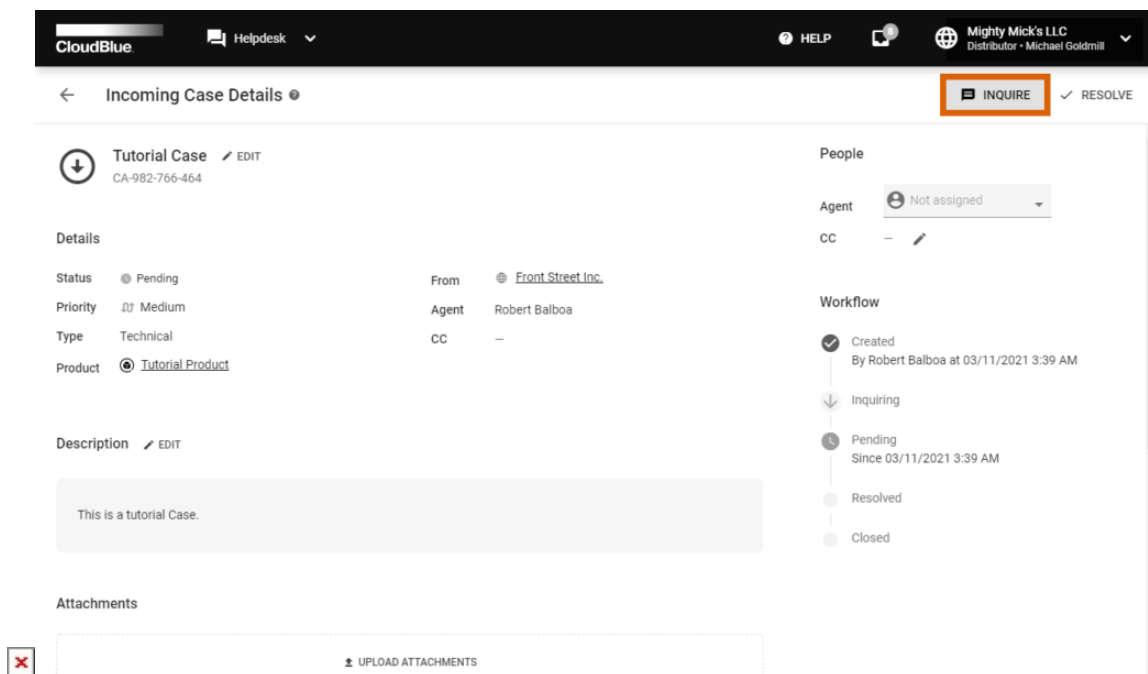 CloudBlue.
Helpdesk
HELP
Mighty Mick's LLC
Distributor • Michael Goldmill
Incoming Case Details
INQUIRE
RESOLVE
Tutorial Case
EDIT
CA-982-766-464
People
Agent
Not assigned
CC –
Details
Status Pending
From Front Street Inc.
Priority Medium
Agent Robert Balboa
Type Technical
CC –
Product Tutorial Product
Workflow
Created
By Robert Balboa at 03/11/2021 3:39 AM
Inquiring
Pending
Since 03/11/2021 3:39 AM
Resolved
Closed
Description
EDIT
This is a tutorial Case.
Attachments
UPLOAD ATTACHMENTS